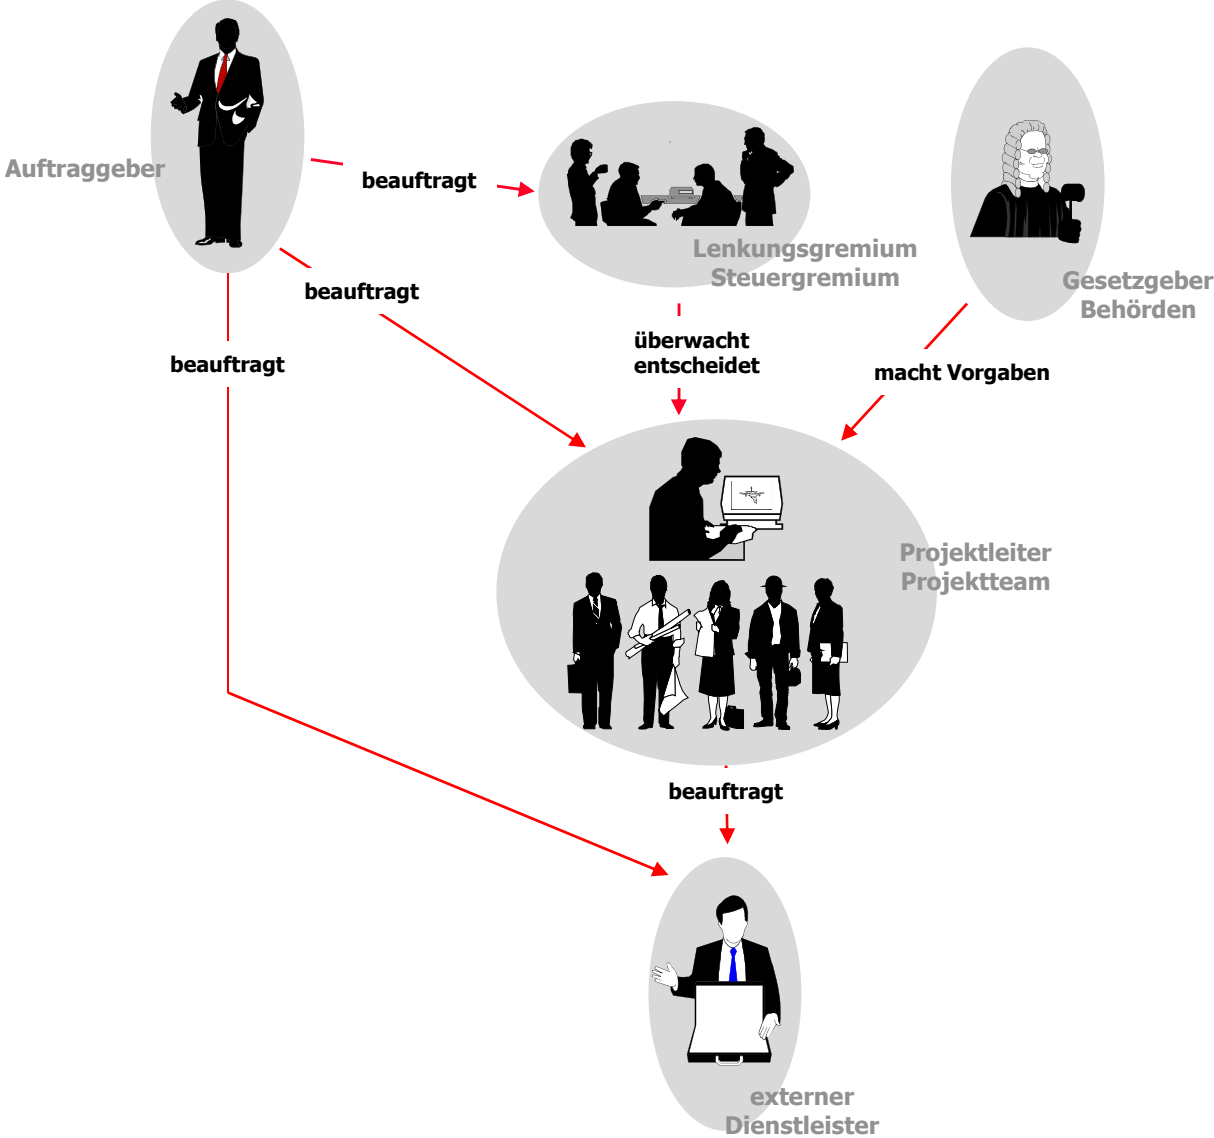 Auftraggeber
beauftragt
Lenkungsgremium
Steuergremium
Gesetzgeber
Behörden
beauftragt
beauftragt
überwacht
entscheidet
macht Vorgaben
Projektleiter
Projektteam
beauftragt
externer
Dienstleister